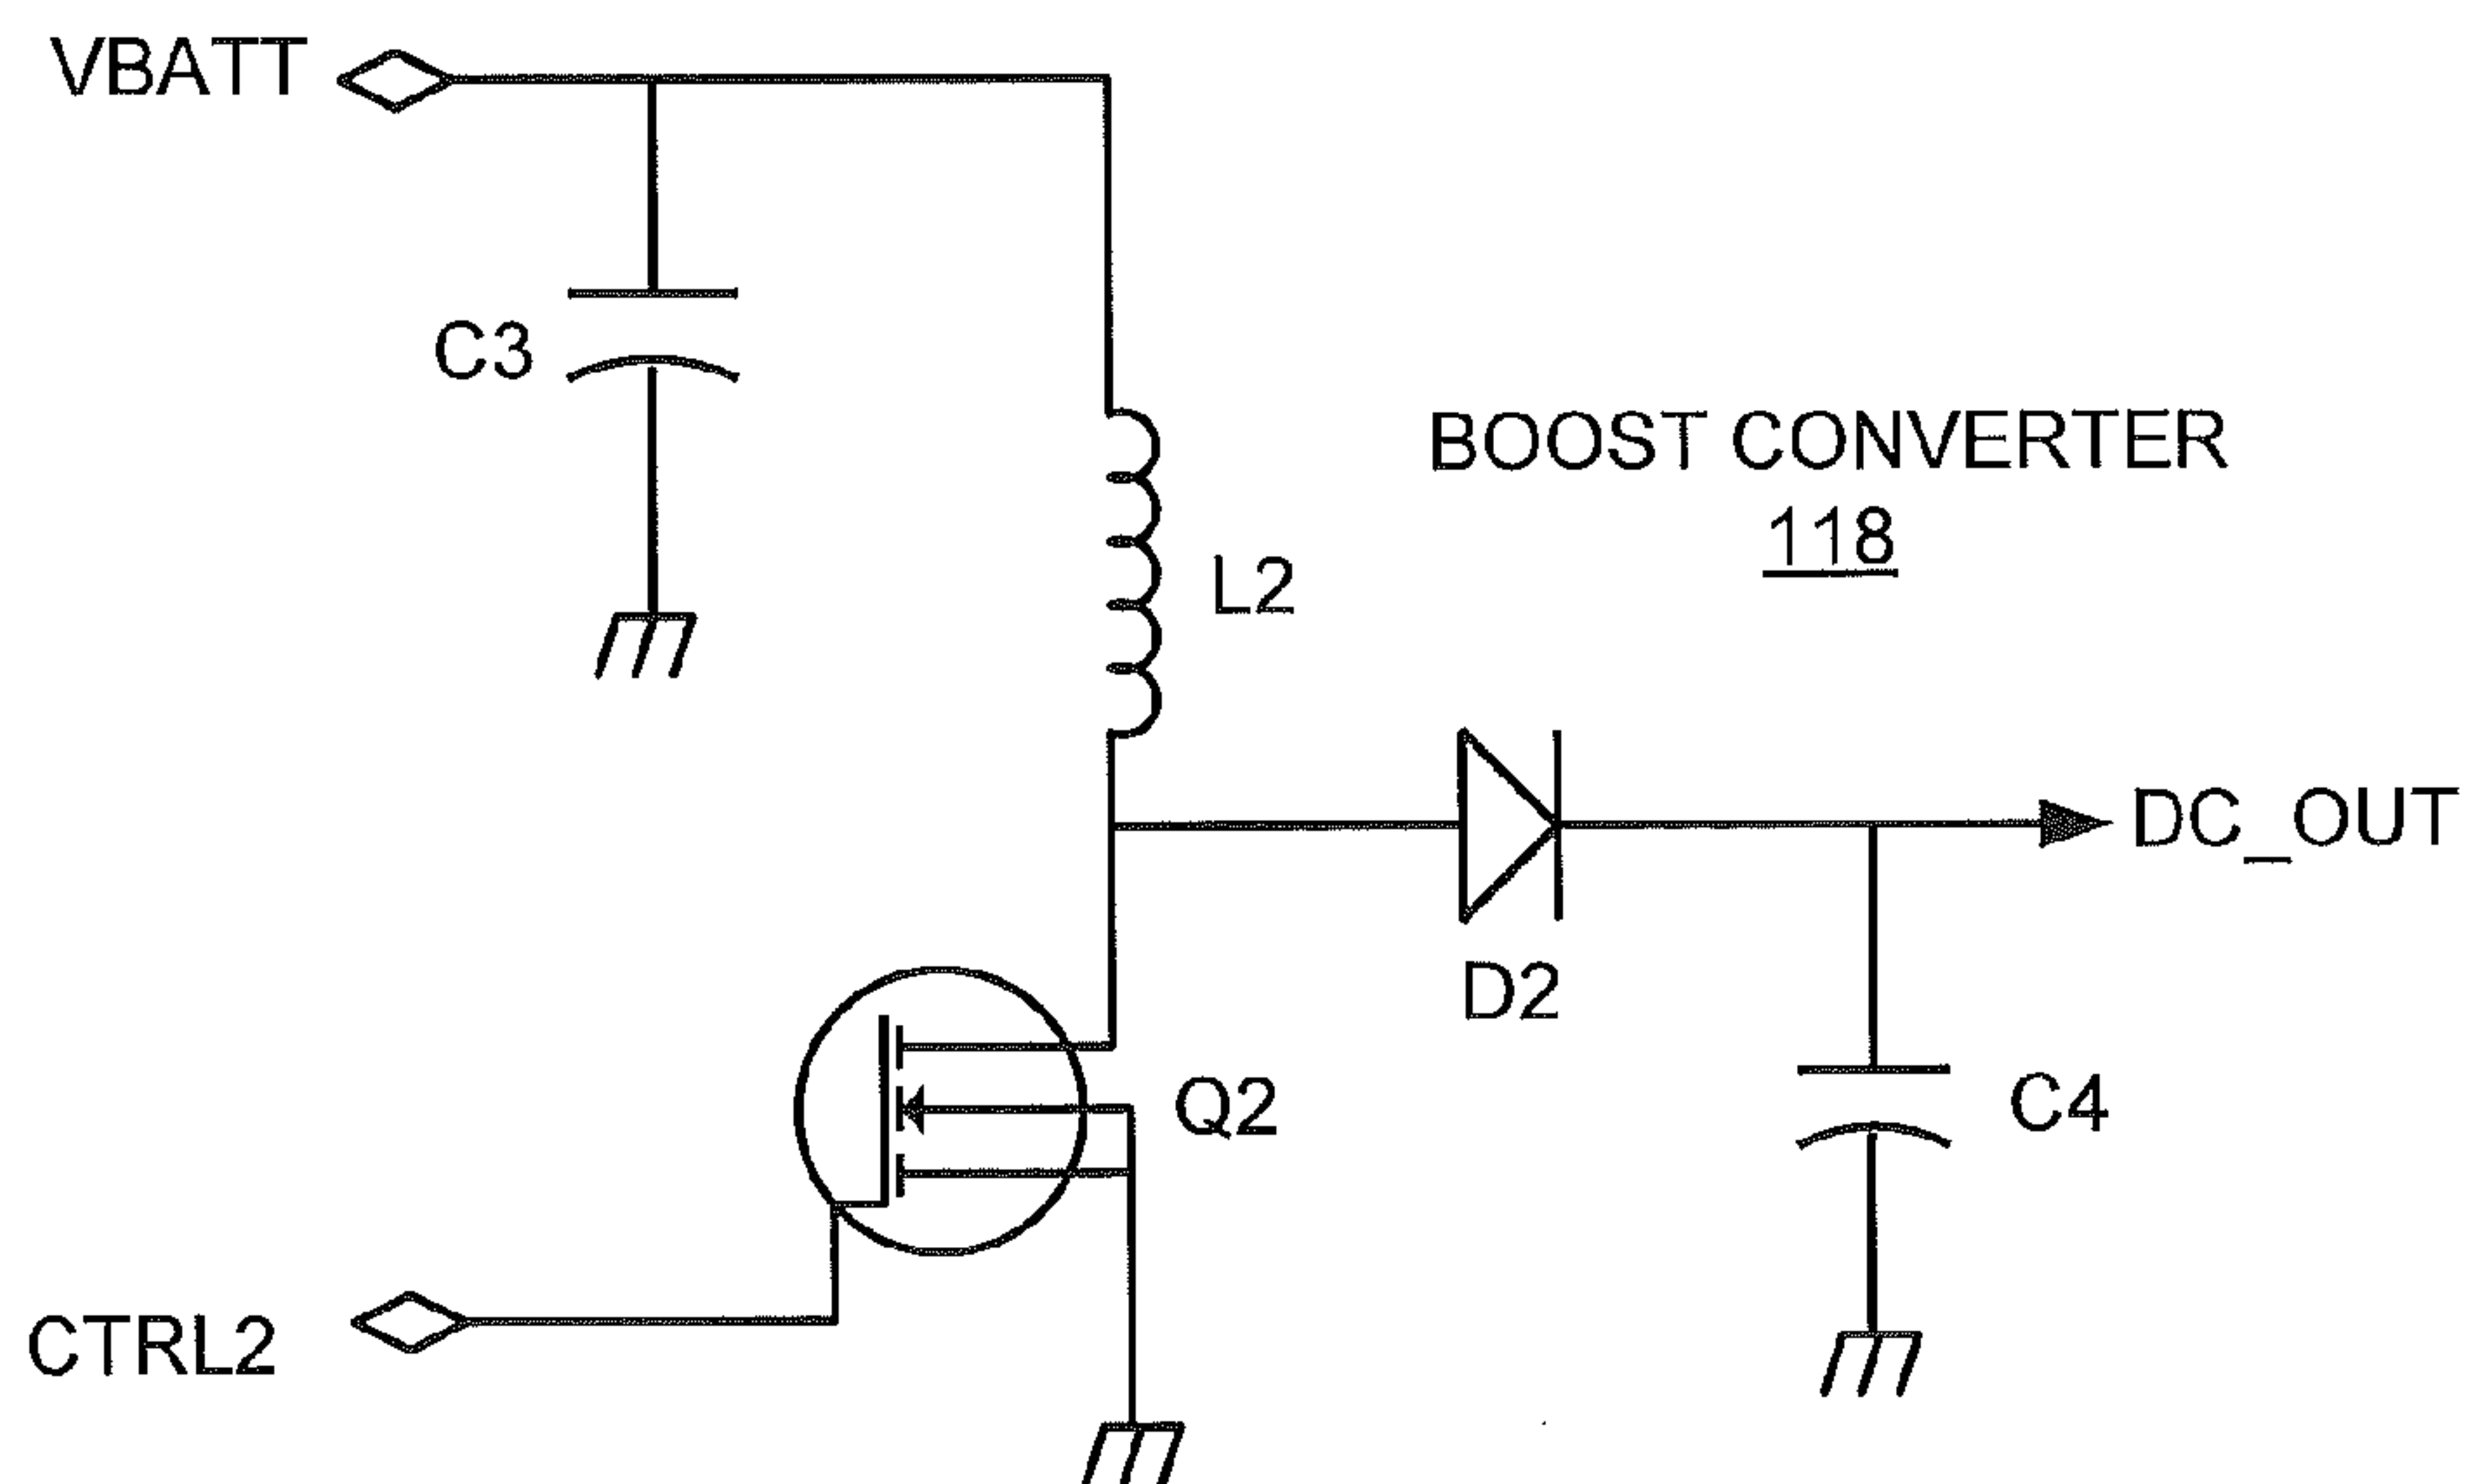 VBATT
C3
BOOST CONVERTER
118
L2
DC_OUT
D2
Q2
C4
CTRL2